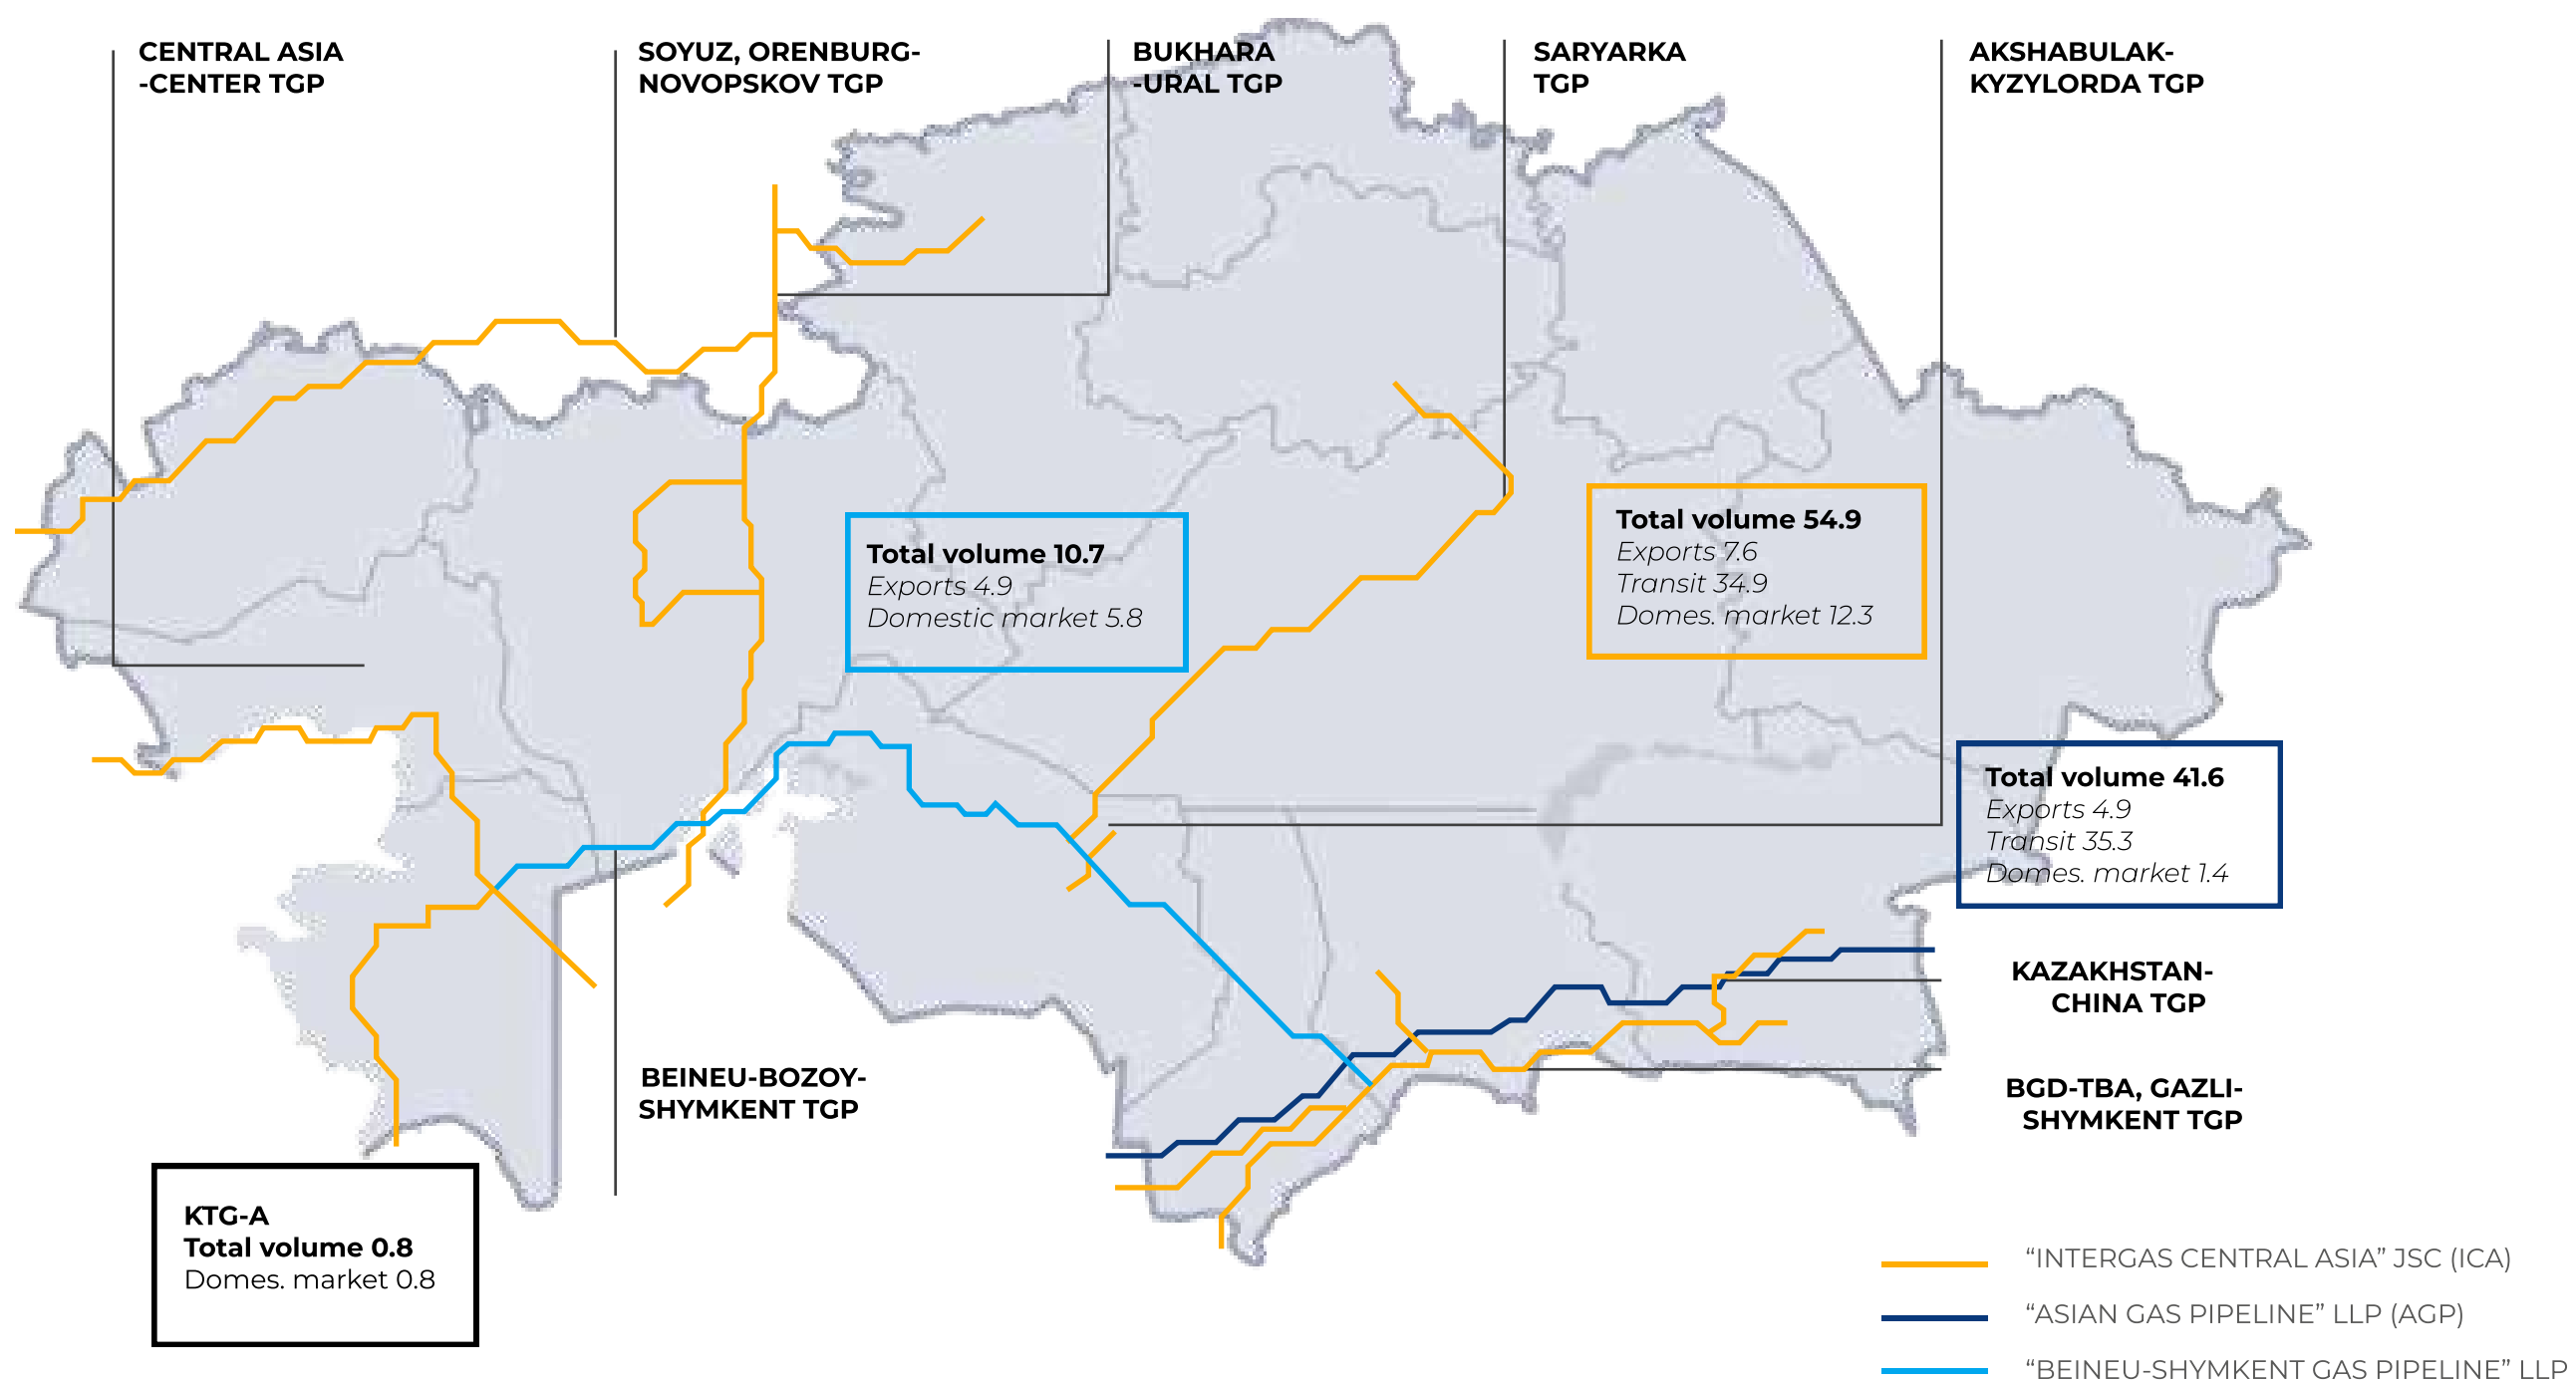 CENTRAL ASIA
-CENTER TGP
SOYUZ, ORENBURG-
NOVOPSKOV TGP
BUKHARA
-URAL TGP
SARYARKA
TGP
AKSHABULAK-
KYZYLORDA TGP
Total volume 10.7
Exports 4.9
Domestic market 5.8
Total volume 54.9
Exports 7.6
Transit 34.9
Domes. market 12.3
Total volume 41.6
Exports 4.9
Transit 35.3
Domes. market 1.4
KAZAKHSTAN-
CHINA TGP
BEINEU-BOZOY-
SHYMKENT TGP
BGD-TBA, GAZLI-
SHYMKENT TGP
KTG-A
Total volume 0.8
Domes. market 0.8
“INTERGAS CENTRAL ASIA” JSC (ICA)
“ASIAN GAS PIPELINE” LLP (AGP)
“BEINEU-SHYMKENT GAS PIPELINE” LLP